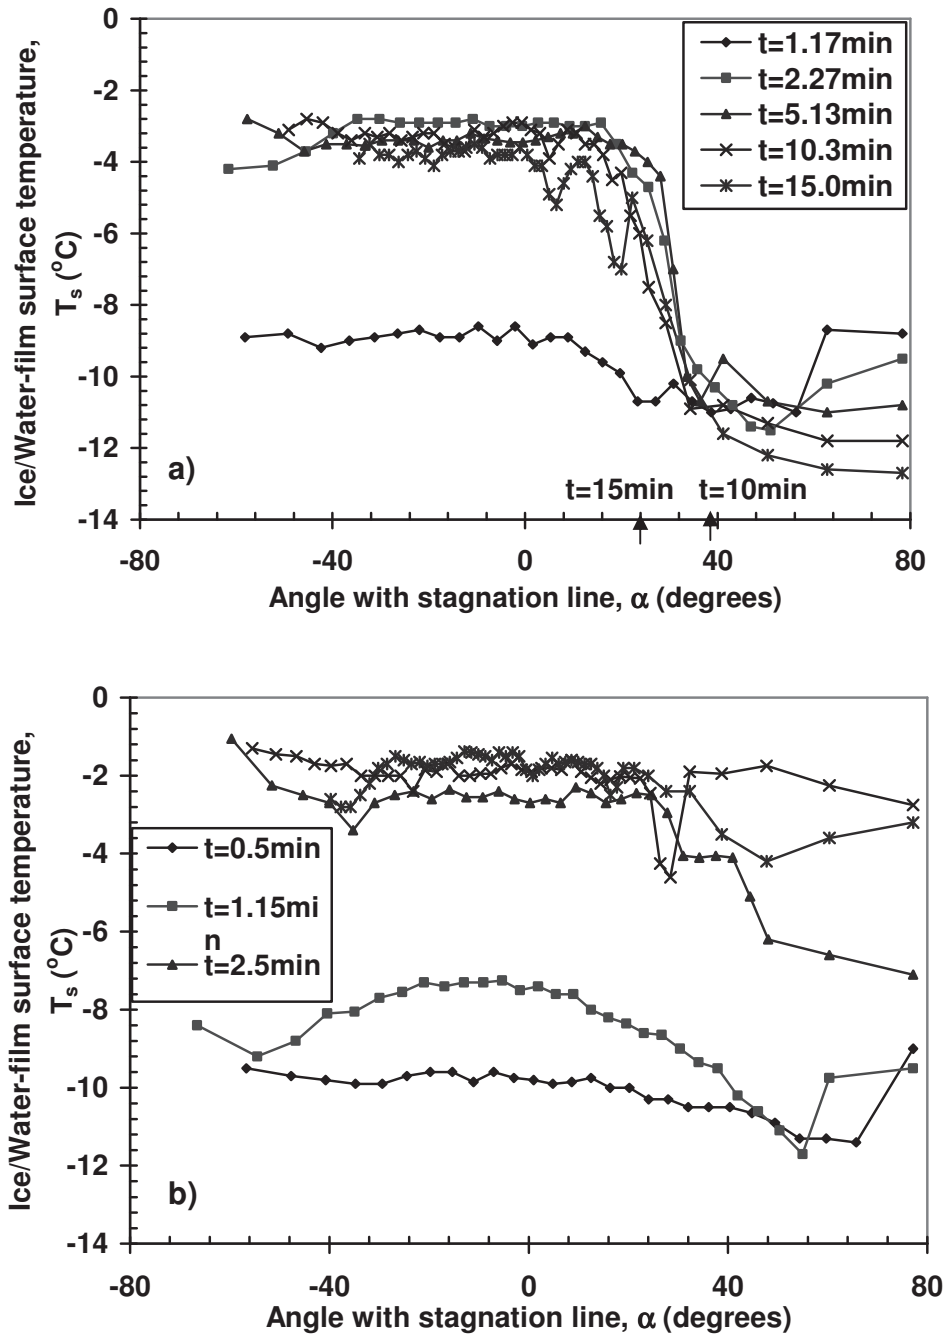 Ice/Water-film surface temperature,
Ts (oC)
0
-2
-4
-6
-8
-10
-12
-14
t=1.17min
t=2.27min
t=5.13min
t=10.3min
t=15.0min
a)
t=15min t=10min
-80 -40 0 40 80
Angle with stagnation line, α (degrees)
Ice/Water-film surface temperature,
Ts (oC)
0
-2
-4
-6
-8
-10
-12
-14
t=0.5min
t=1.15mi
n
t=2.5min
b)
-80 -40 0 40 80
Angle with stagnation line, α (degrees)